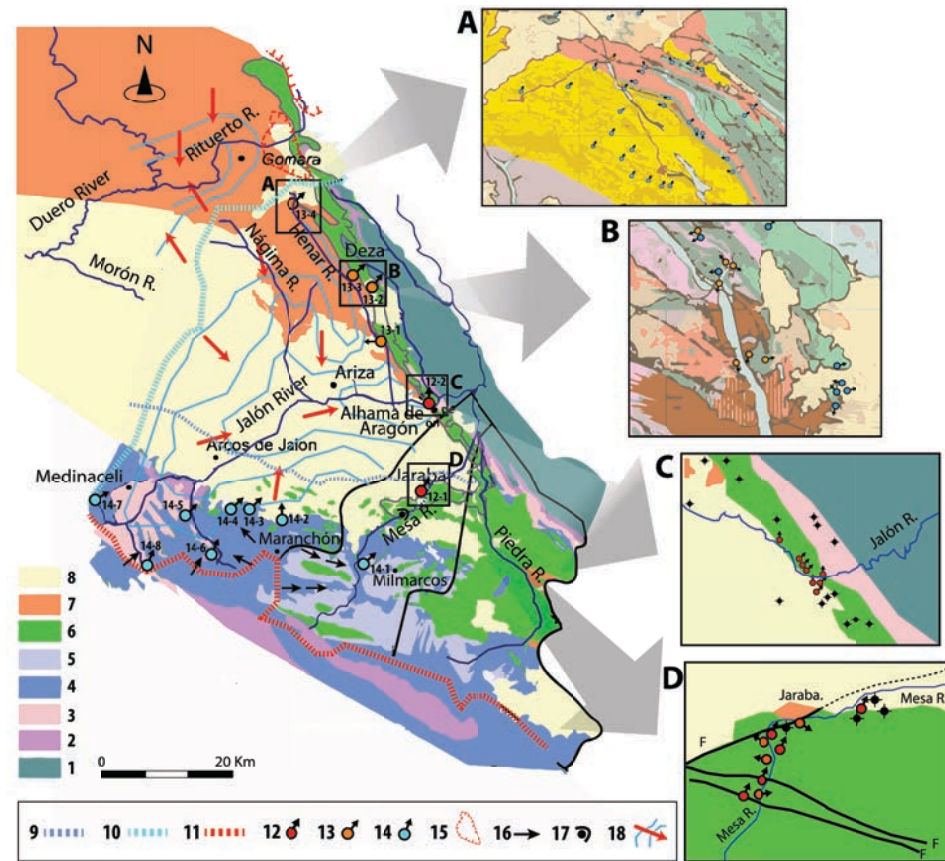 A
N
Rituerto R.
Gomara
Duero River
A
13-4
Morón R.
Nágima R.
Henar R.
Deza
B
13-3
13-2
B
13-1
Ariza
12-2
C
Jalón River
Alhama de
Aragón
Arcos de Jalon
Medinaceli
Jaraba
D
12-1
14-7
14-5
14-4
14-3
14-2
Mesa R.
Maranchón
14-8
14-6
14-1
Milmarcos
Piedra R.
C
Jalón R.
D
Jaraba.
Mesa R
F
Mesa R.
F
F
8
7
6
5
4
3
2
1
0
20 Km
9
10
11
12
13
14
15
16
17
18